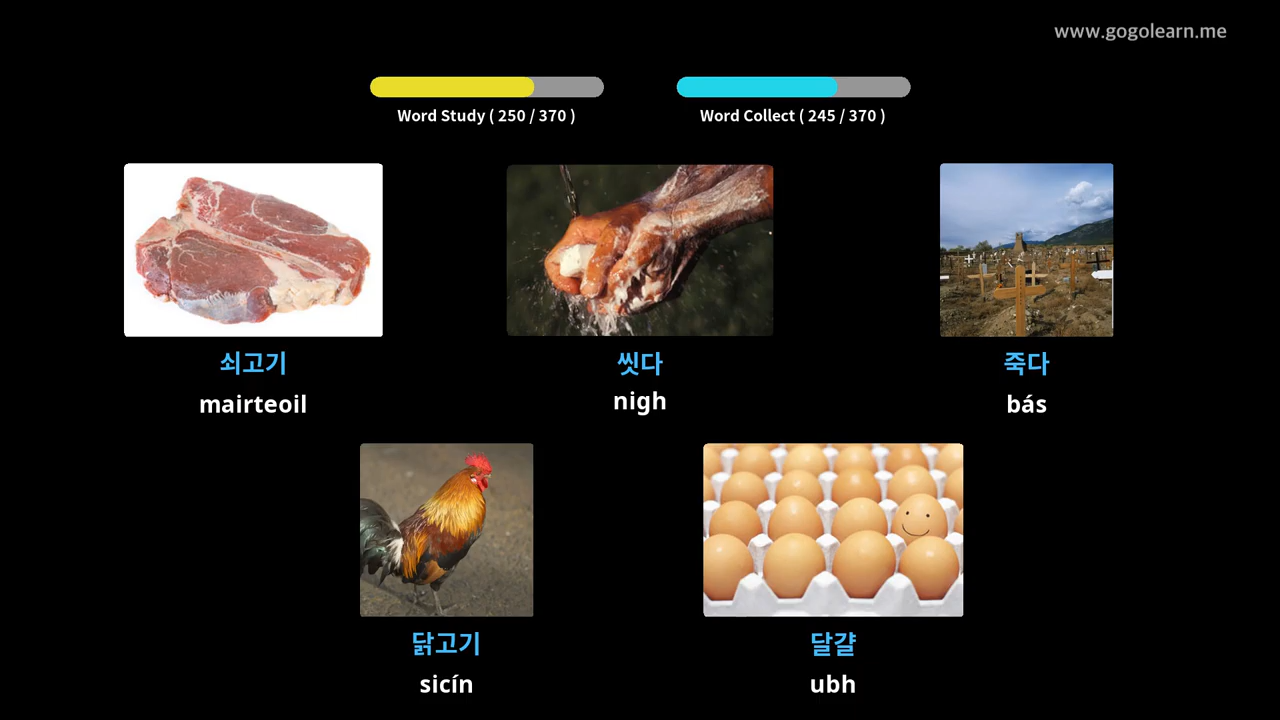 www.gogolearn.me
Word Study ( 250 / 370 )
Word Collect ( 245 / 370 )
쇠고기
씻다
죽다
mairteoil
nigh
bás
닭고기
달걀
sicín
ubh